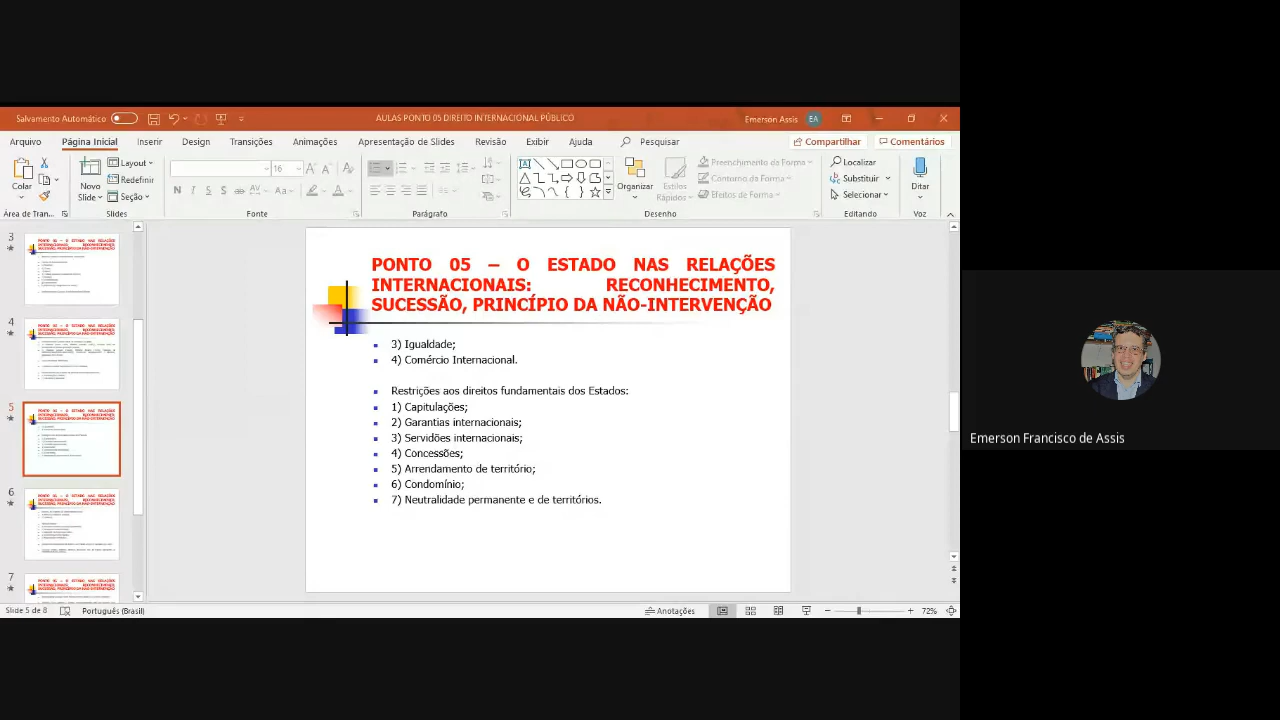 Salvamento Automático
AULAS PONTO 05 DIREITO INTERNACIONAL PÚBLICO
Emerson Assis EA
Arquivo Página Inicial Inserir Design Transições Animações Apresentação de Slides Revisão Exibir Ajuda Pesquisar Compartilhar Comentários
Colar
Área de Tran...
Novo Slide
Layout
Redefinir
Seção
Slides
16
N I S S ab AV Aa A
Fonte
Parágrafo
Organizar
Estilos Rápidos
Preenchimento da Forma
Contorno da Forma
Efeitos de Forma
Desenho
Localizar
Substituir
Selecionar
Editando
Ditar
Voz
3
4
5
6
7
PONTO 05 – O ESTADO NAS RELAÇÕES
INTERNACIONAIS: RECONHECIMENTO,
SUCESSÃO, PRINCÍPIO DA NÃO-INTERVENÇÃO
3) Igualdade;
4) Comércio Internacional.
Restrições aos direitos fundamentais dos Estados:
1) Capitulações;
2) Garantias internacionais;
3) Servidões internacionais;
4) Concessões;
5) Arrendamento de território;
6) Condomínio;
7) Neutralidade permanente e de territórios.
Emerson Francisco de Assis
Slide 5 de 8 Português (Brasil) Anotações 72%